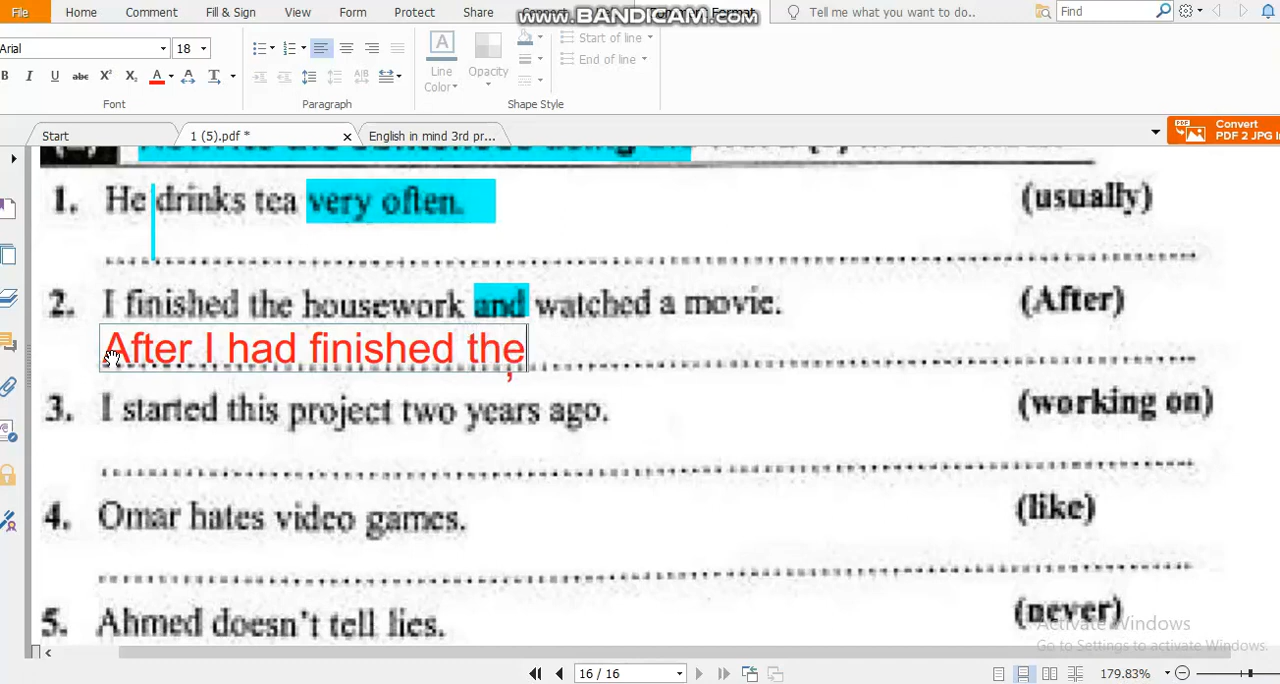 www.BANDICAM.com
File Home Comment Fill & Sign View Form Protect Share Tell me what you want to do.. Find
Arial 18
B I U abc X² X₂ A A T
Line Color Opacity Start of line End of line
Font Paragraph Shape Style
Start 1 (5).pdf * English in mind 3rd pr... Convert PDF 2 JPG
1. He drinks tea very often. (usually)
2. I finished the housework and watched a movie. (After)
After I had finished the
,
3. I started this project two years ago. (working on)
4. Omar hates video games. (like)
5. Ahmed doesn't tell lies. (never)
Activate Windows
Go to Settings to activate Windows.
16 / 16 179.83%